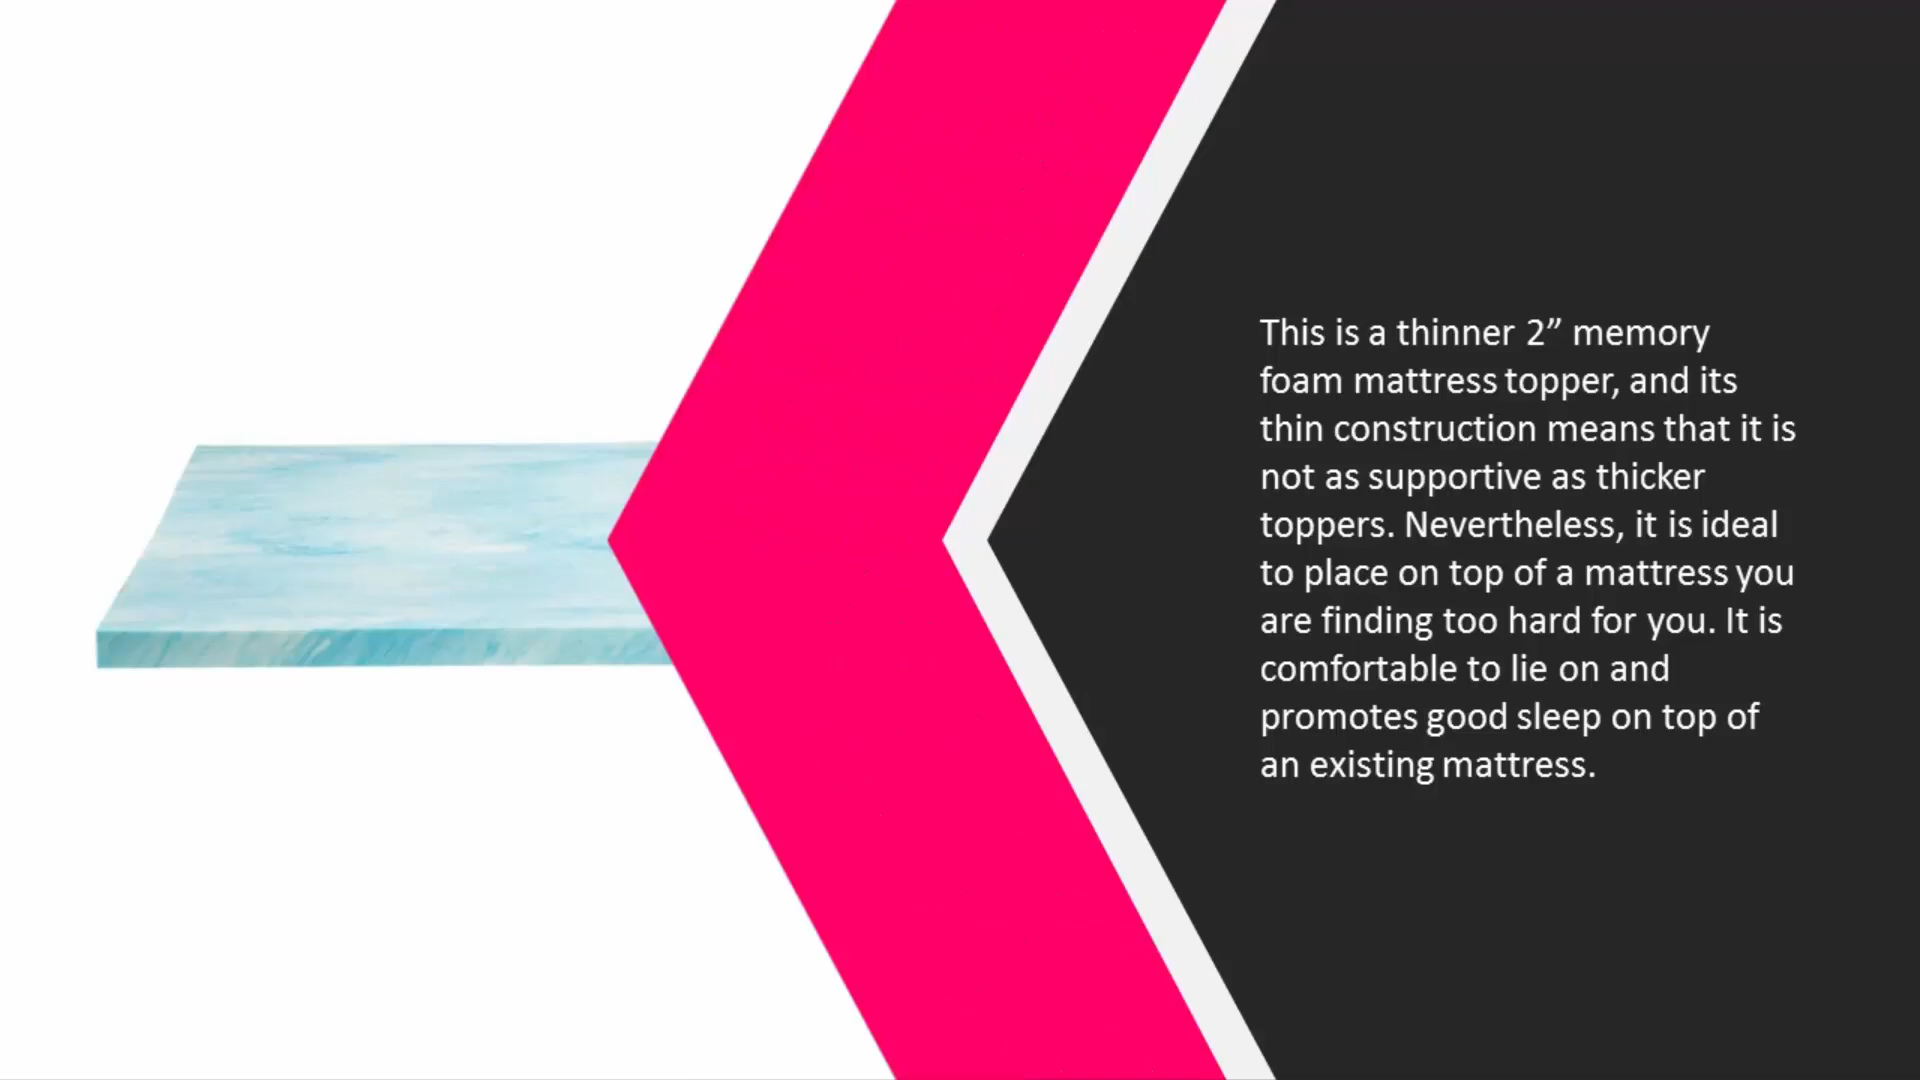 This is a thinner 2” memory
foam mattress topper, and its
thin construction means that it is
not as supportive as thicker
toppers. Nevertheless, it is ideal
to place on top of a mattress you
are finding too hard for you. It is
comfortable to lie on and
promotes good sleep on top of
an existing mattress.